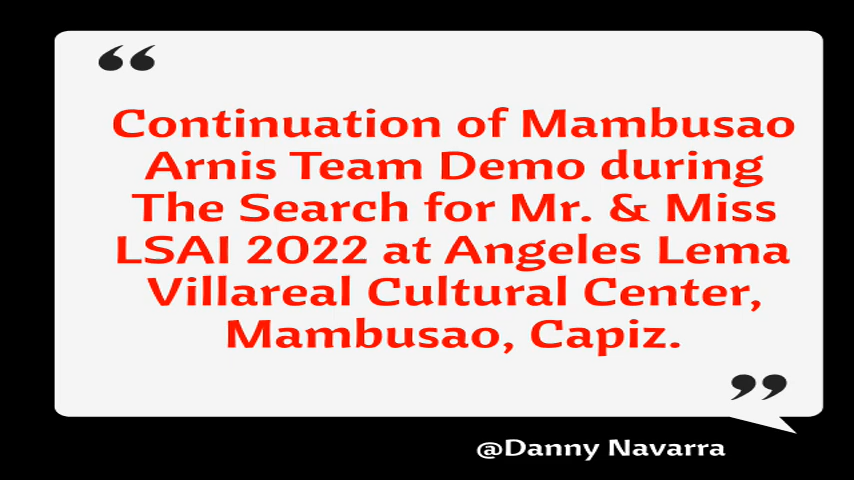 “
Continuation of Mambusao
Arnis Team Demo during
The Search for Mr. & Miss
LSAI 2022 at Angeles Lema
Villareal Cultural Center,
Mambusao, Capiz.
”
@Danny Navarra